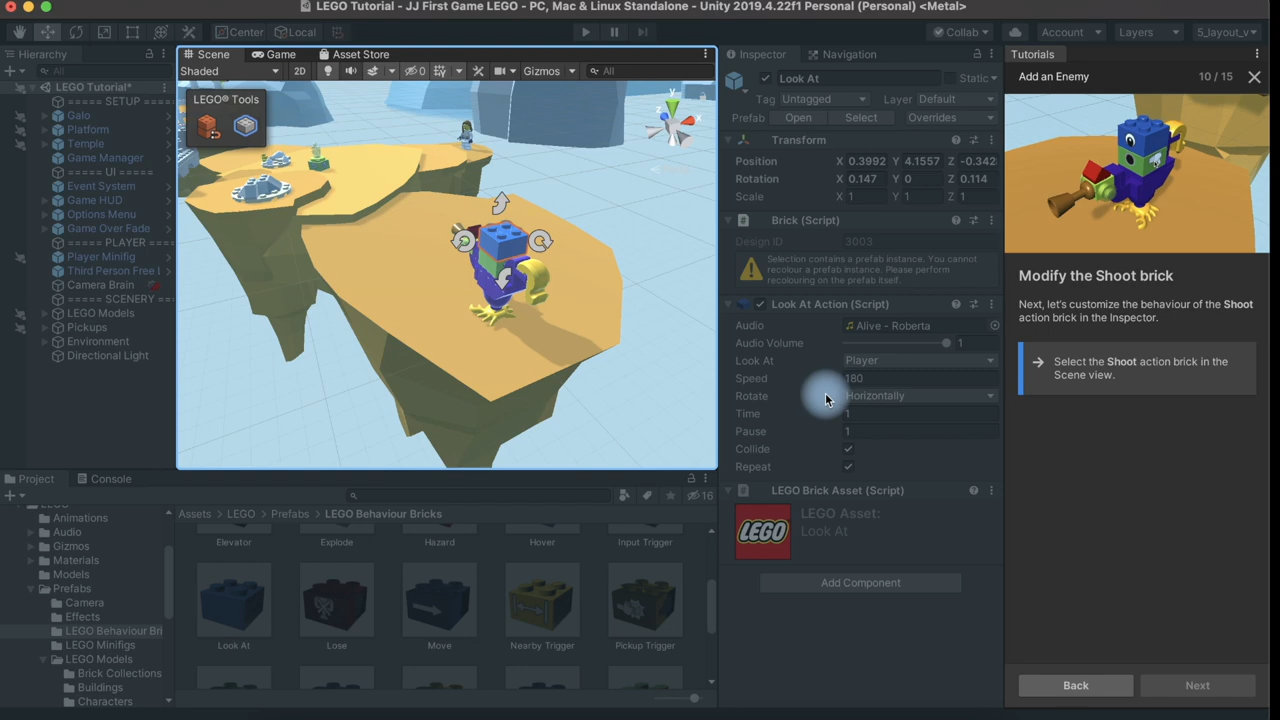 LEGO Tutorial - JJ First Game LEGO - PC, Mac & Linux Standalone - Unity 2019.4.22f1 Personal (Personal) <Metal>
Center Local Collab Account Layers 5_layout_v
Hierarchy
All
LEGO Tutorial*
===== SETUP =====
Galo
Platform
Temple
Game Manager
===== UI =====
Event System
Game HUD
Options Menu
Game Over Fade
===== PLAYER
Player Minifig
Third Person Free L
Camera Brain
===== SCENERY
LEGO Models
Pickups
Environment
Directional Light
Scene Game Asset Store
Shaded 2D 0 Gizmos All
LEGO® Tools
y
z
x
Project Console
16
LEGO
Animations
Audio
Gizmos
Materials
Models
Prefabs
Camera
Effects
LEGO Behaviour Bri
LEGO Minifigs
LEGO Models
Brick Collections
Buildings
Characters
Assets > LEGO > Prefabs > LEGO Behaviour Bricks
Elevator Explode Hazard Hover Input Trigger
Look At Lose Move Nearby Trigger Pickup Trigger
Inspector Navigation
Look At Static
Tag Untagged Layer Default
Prefab Open Select Overrides
Transform
Position X 0.3992 Y 4.1557 Z -0.342
Rotation X 0.147 Y 0 Z 0.114
Scale X 1 Y 1 Z 1
Brick (Script)
Design ID 3003
Selection contains a prefab instance. You cannot
recolour a prefab instance. Please perform
recolouring on the prefab itself.
Look At Action (Script)
Audio Alive - Roberta
Audio Volume 1
Look At Player
Speed 180
Rotate Horizontally
Time 1
Pause 1
Collide
Repeat
LEGO Brick Asset (Script)
LEGO
LEGO Asset:
Look At
Add Component
Tutorials
Add an Enemy 10 / 15
Modify the Shoot brick
Next, let's customize the behaviour of the Shoot
action brick in the Inspector.
Select the Shoot action brick in the
Scene view.
Back Next